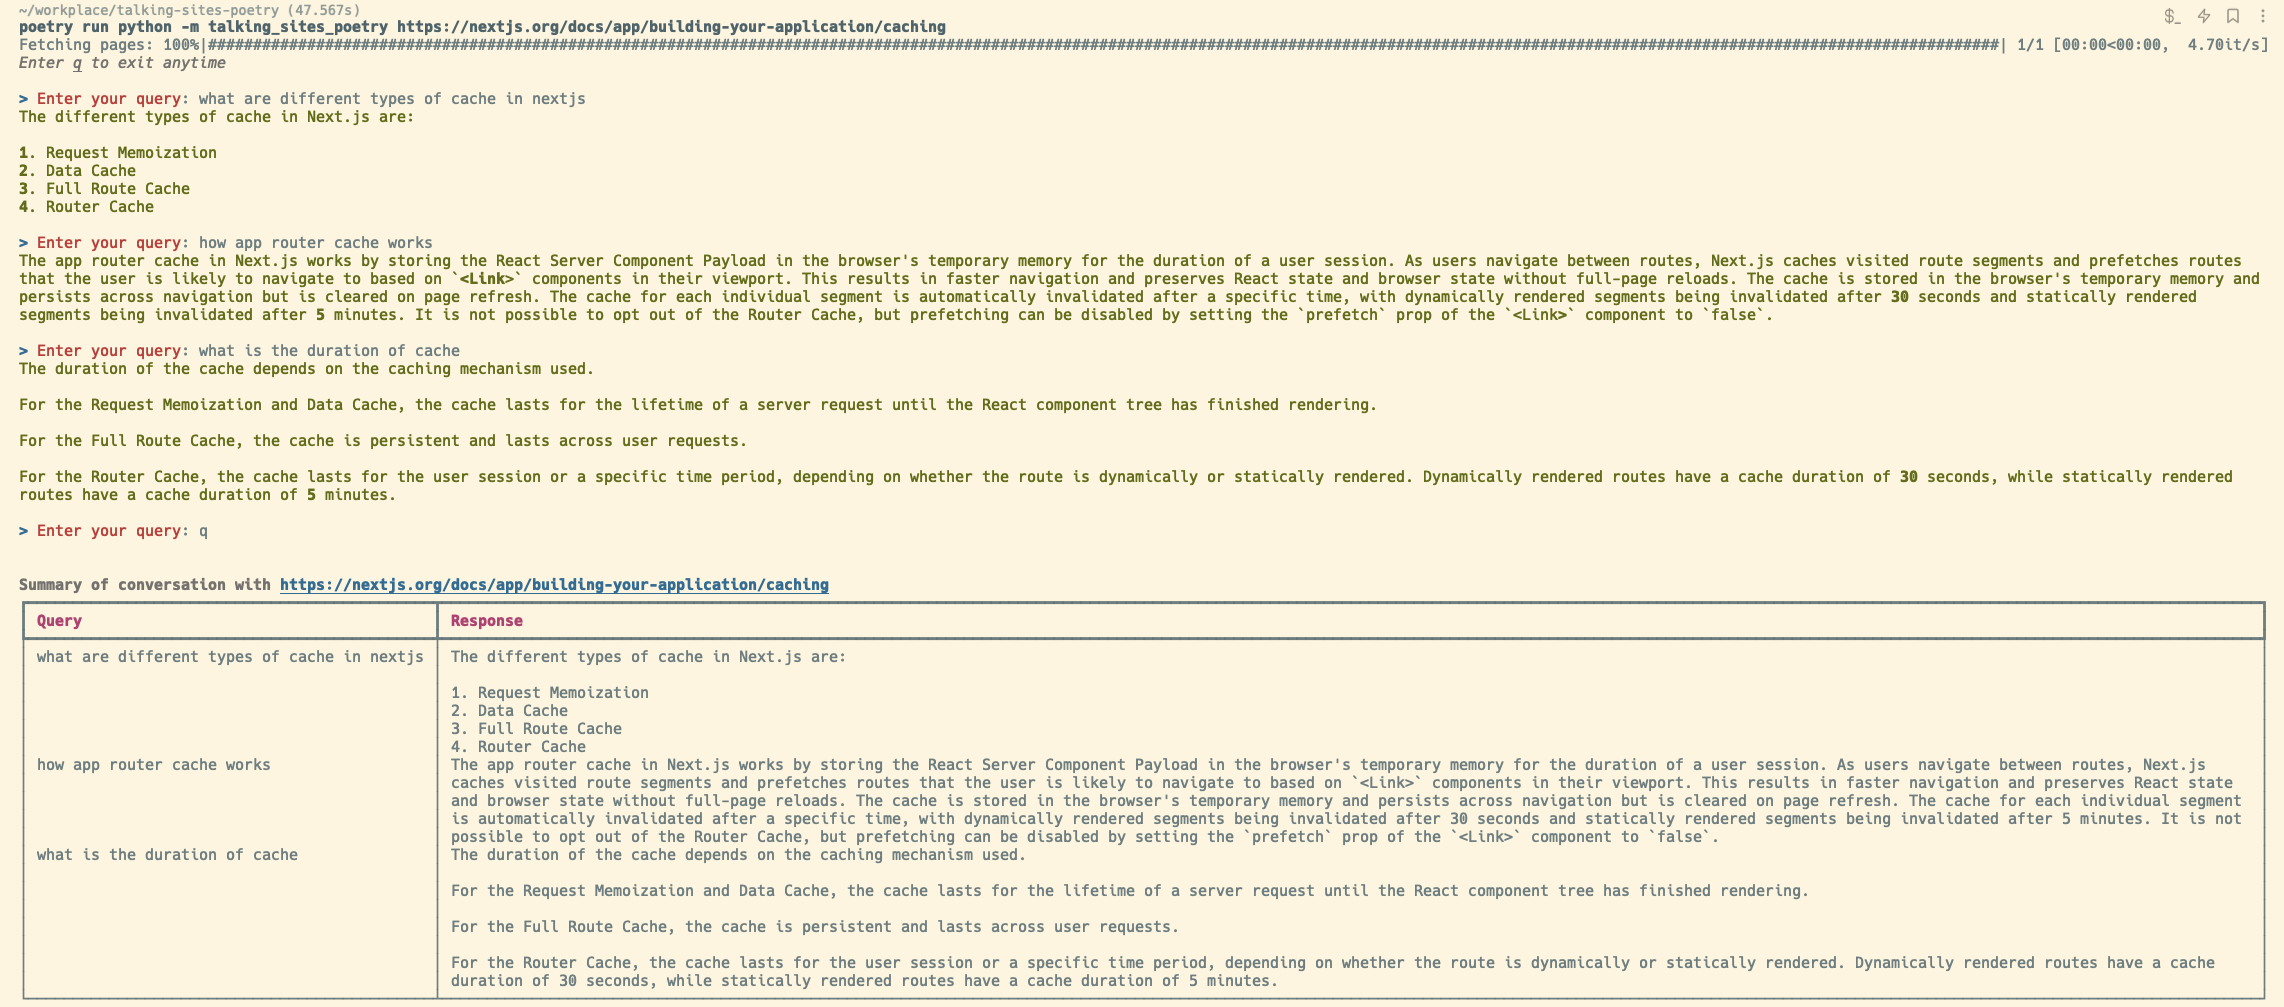 ~/workplace/talking-sites-poetry (47.567s)
poetry run python -m talking_sites_poetry https://nextjs.org/docs/app/building-your-application/caching
Fetching pages: 100%|###################################################################################################################################################################################################| 1/1 [00:00<00:00,  4.70it/s]
Enter q to exit anytime
> Enter your query: what are different types of cache in nextjs
The different types of cache in Next.js are:
1. Request Memoization
2. Data Cache
3. Full Route Cache
4. Router Cache
> Enter your query: how app router cache works
The app router cache in Next.js works by storing the React Server Component Payload in the browser's temporary memory for the duration of a user session. As users navigate between routes, Next.js caches visited route segments and prefetches routes
that the user is likely to navigate to based on `<Link>` components in their viewport. This results in faster navigation and preserves React state and browser state without full-page reloads. The cache is stored in the browser's temporary memory and
persists across navigation but is cleared on page refresh. The cache for each individual segment is automatically invalidated after a specific time, with dynamically rendered segments being invalidated after 30 seconds and statically rendered
segments being invalidated after 5 minutes. It is not possible to opt out of the Router Cache, but prefetching can be disabled by setting the `prefetch` prop of the `<Link>` component to `false`.
> Enter your query: what is the duration of cache
The duration of the cache depends on the caching mechanism used.
For the Request Memoization and Data Cache, the cache lasts for the lifetime of a server request until the React component tree has finished rendering.
For the Full Route Cache, the cache is persistent and lasts across user requests.
For the Router Cache, the cache lasts for the user session or a specific time period, depending on whether the route is dynamically or statically rendered. Dynamically rendered routes have a cache duration of 30 seconds, while statically rendered
routes have a cache duration of 5 minutes.
> Enter your query: q
Summary of conversation with https://nextjs.org/docs/app/building-your-application/caching
Query
Response
what are different types of cache in nextjs
The different types of cache in Next.js are:
1. Request Memoization
2. Data Cache
3. Full Route Cache
4. Router Cache
how app router cache works
The app router cache in Next.js works by storing the React Server Component Payload in the browser's temporary memory for the duration of a user session. As users navigate between routes, Next.js
caches visited route segments and prefetches routes that the user is likely to navigate to based on `<Link>` components in their viewport. This results in faster navigation and preserves React state
and browser state without full-page reloads. The cache is stored in the browser's temporary memory and persists across navigation but is cleared on page refresh. The cache for each individual segment
is automatically invalidated after a specific time, with dynamically rendered segments being invalidated after 30 seconds and statically rendered segments being invalidated after 5 minutes. It is not
possible to opt out of the Router Cache, but prefetching can be disabled by setting the `prefetch` prop of the `<Link>` component to `false`.
what is the duration of cache
The duration of the cache depends on the caching mechanism used.
For the Request Memoization and Data Cache, the cache lasts for the lifetime of a server request until the React component tree has finished rendering.
For the Full Route Cache, the cache is persistent and lasts across user requests.
For the Router Cache, the cache lasts for the user session or a specific time period, depending on whether the route is dynamically or statically rendered. Dynamically rendered routes have a cache
duration of 30 seconds, while statically rendered routes have a cache duration of 5 minutes.